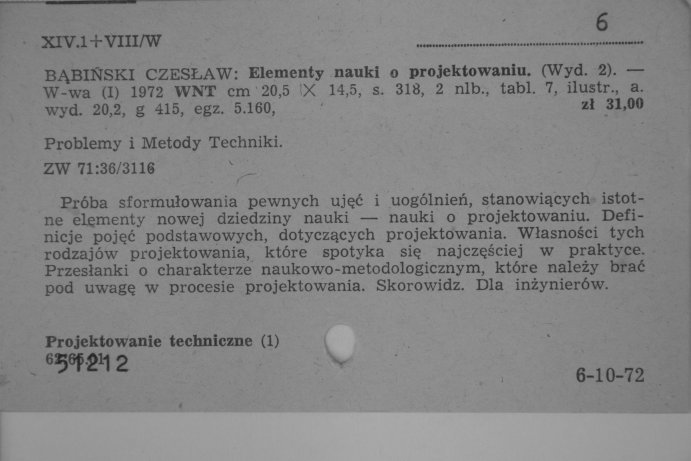 6
XIV.1+VIII/W
BĄBIŃSKI CZESŁAW: Elementy nauki o projektowaniu. (Wyd. 2). —
W-wa (I) 1972 WNT cm 20,5 X 14,5, s. 318, 2 nlb., tabl. 7, ilustr., a.
wyd. 20,2, g 415, egz. 5.160, zł 31,00
Problemy i Metody Techniki.
ZW 71:36/3116
Próba sformułowania pewnych ujęć i uogólnień, stanowiących istot-
ne elementy nowej dziedziny nauki — nauki o projektowaniu. Defi-
nicje pojęć podstawowych, dotyczących projektowania. Własności tych
rodzajów projektowania, które spotyka się najczęściej w praktyce.
Przesłanki o charakterze naukowo-metodologicznym, które należy brać
pod uwagę w procesie projektowania. Skorowidz. Dla inżynierów.
Projektowanie techniczne (1)
51212
6-10-72